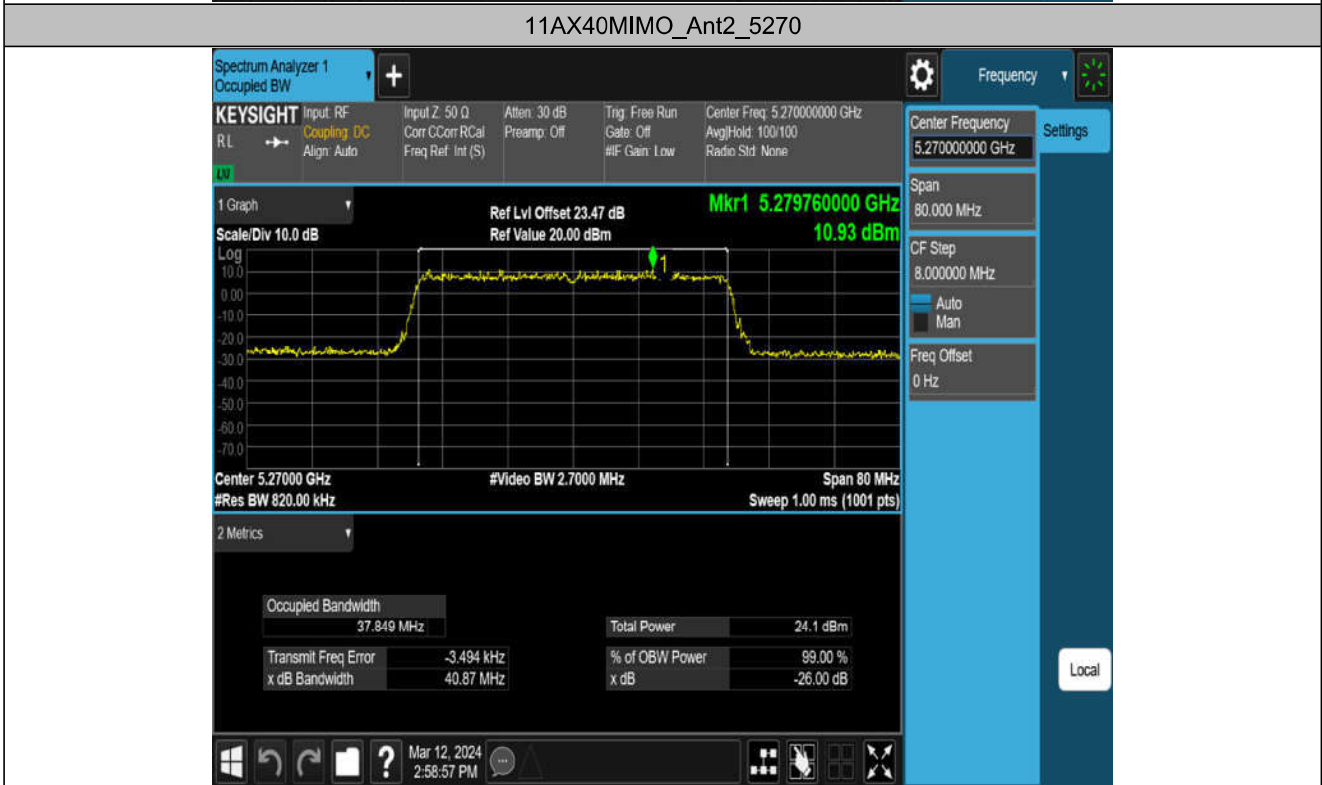 11AX40MIMO_Ant2_5270
Spectrum Analyzer 1
Occupied BW
Frequency
KEYSIGHT
RL
Input: RF
Coupling: DC
Align: Auto
Input Z: 50 Ω
Corr CCorr RCal
Freq Ref: Int (S)
Atten: 30 dB
Preamp: Off
Trig: Free Run
Gate: Off
#IF Gain: Low
Center Freq: 5.270000000 GHz
Avg|Hold: 100/100
Radio Std: None
Center Frequency
5.270000000 GHz
Settings
Span
80.000 MHz
CF Step
8.000000 MHz
Auto
Man
Freq Offset
0 Hz
1 Graph
Scale/Div 10.0 dB
Ref Lvl Offset 23.47 dB
Ref Value 20.00 dBm
Mkr1 5.279760000 GHz
10.93 dBm
Log
10.0
0.00
-10.0
-20.0
-30.0
-40.0
-50.0
-60.0
-70.0
1
Center 5.27000 GHz
#Res BW 820.00 kHz
#Video BW 2.7000 MHz
Span 80 MHz
Sweep 1.00 ms (1001 pts)
2 Metrics
Occupied Bandwidth
37.849 MHz
Transmit Freq Error -3.494 kHz
x dB Bandwidth 40.87 MHz
Total Power 24.1 dBm
% of OBW Power 99.00 %
x dB -26.00 dB
Local
?
Mar 12, 2024
2:58:57 PM